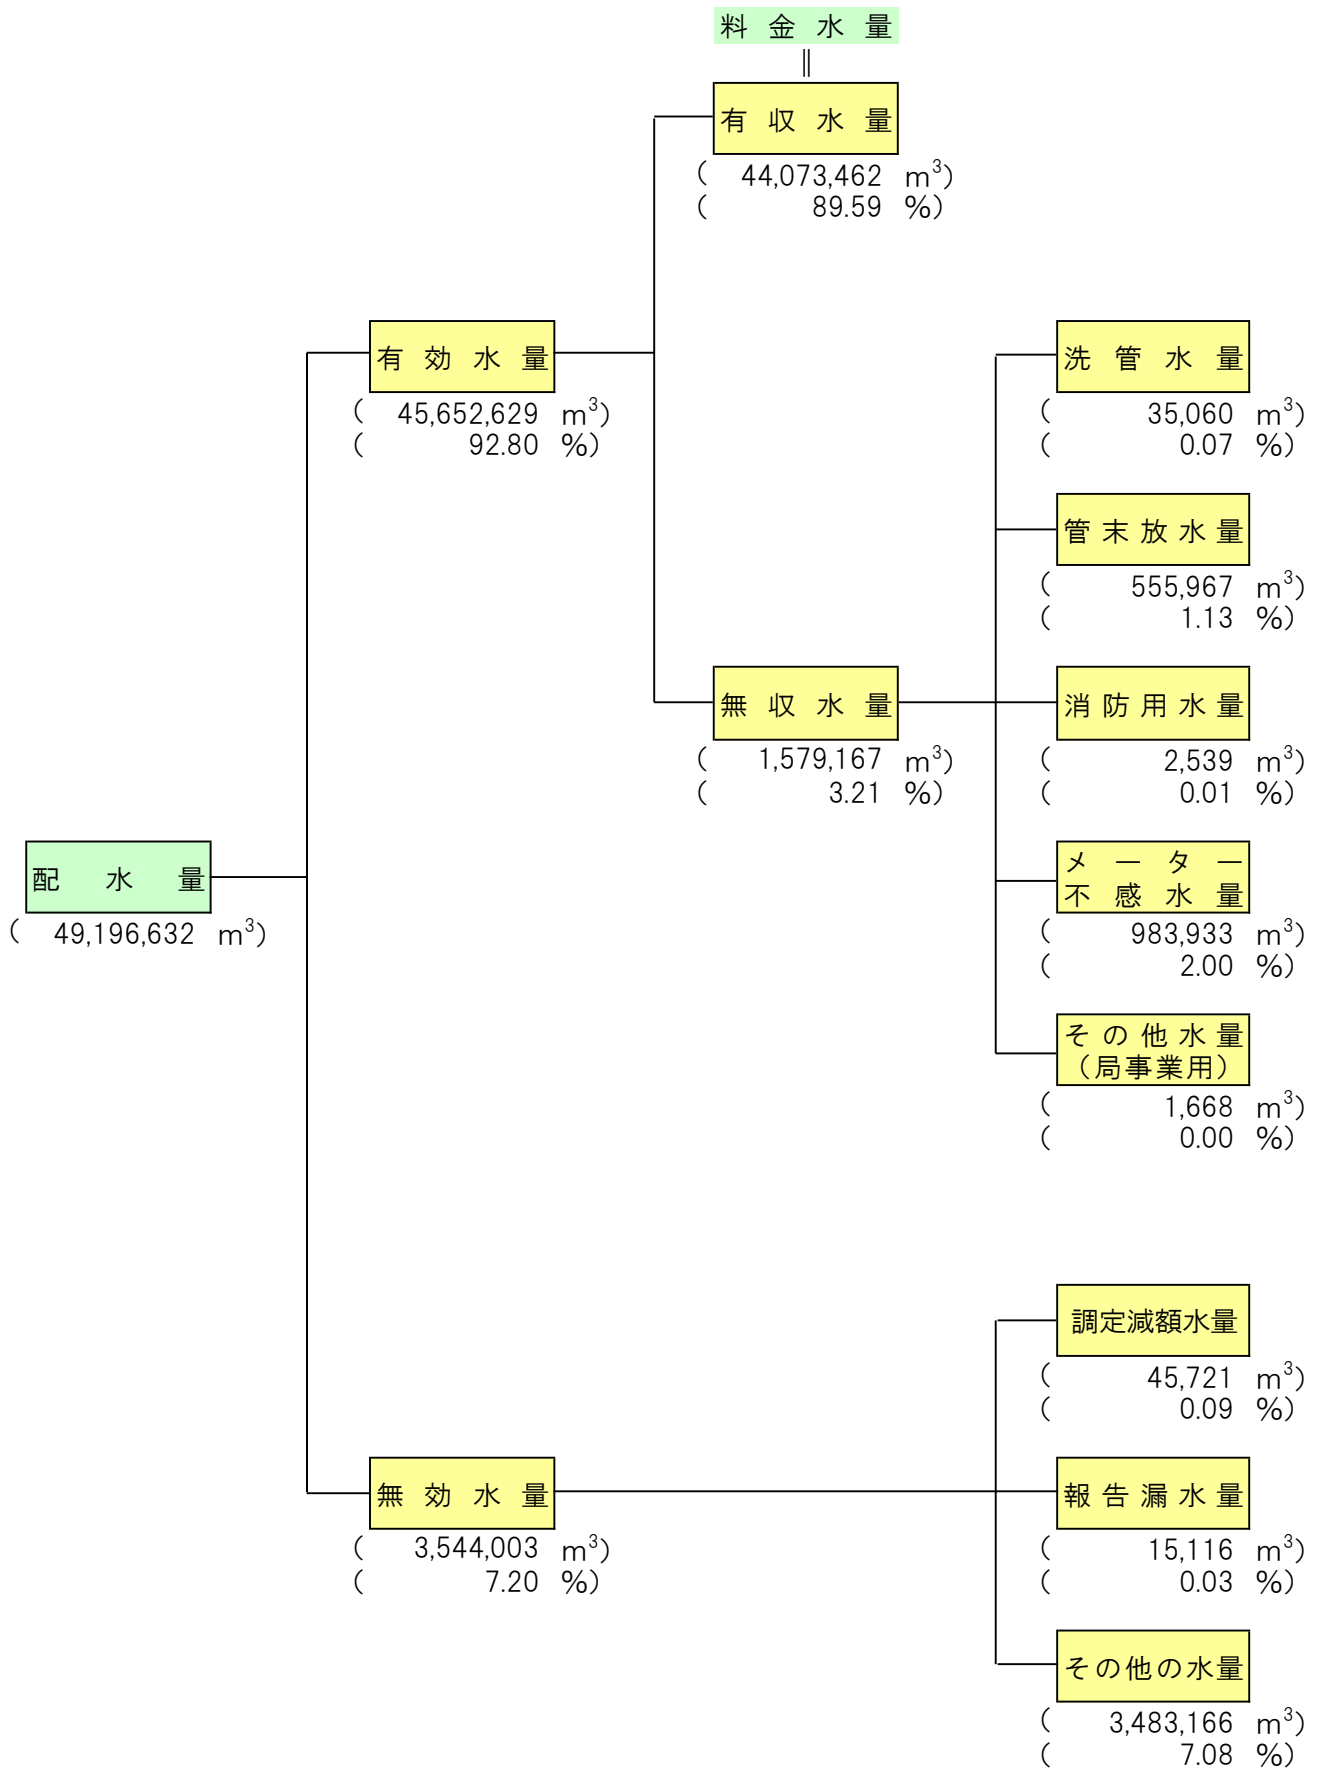 料金水量
||
有収水量
( 44,073,462 m³)
( 89.59 %)
有効水量
( 45,652,629 m³)
( 92.80 %)
洗管水量
( 35,060 m³)
( 0.07 %)
管末放水量
( 555,967 m³)
( 1.13 %)
無収水量
( 1,579,167 m³)
( 3.21 %)
消防用水量
( 2,539 m³)
( 0.01 %)
配水量
( 49,196,632 m³)
メーター
不感水量
( 983,933 m³)
( 2.00 %)
その他水量
(局事業用)
( 1,668 m³)
( 0.00 %)
調定減額水量
( 45,721 m³)
( 0.09 %)
無効水量
( 3,544,003 m³)
( 7.20 %)
報告漏水量
( 15,116 m³)
( 0.03 %)
その他の水量
( 3,483,166 m³)
( 7.08 %)